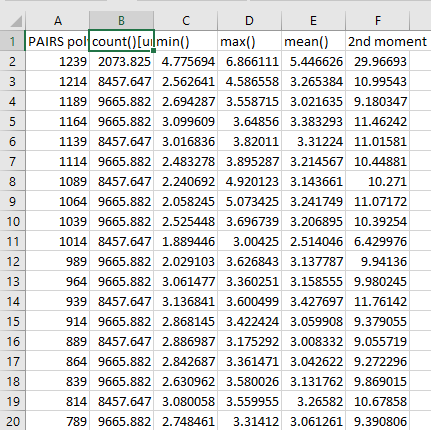 A B C D E F
1 PAIRS pol count()[u min() max() mean() 2nd moment
2 1239 2073.825 4.775694 6.866111 5.446626 29.96693
3 1214 8457.647 2.562641 4.586558 3.265384 10.99543
4 1189 9665.882 2.694287 3.558715 3.021635 9.180347
5 1164 9665.882 3.099609 3.64856 3.383293 11.46242
6 1139 8457.647 3.016836 3.82011 3.31224 11.01581
7 1114 9665.882 2.483278 3.895287 3.214567 10.44881
8 1089 8457.647 2.240692 4.920123 3.143661 10.271
9 1064 9665.882 2.058245 5.073425 3.241749 11.07172
10 1039 9665.882 2.525448 3.696739 3.206895 10.39254
11 1014 8457.647 1.889446 3.00425 2.514046 6.429976
12 989 9665.882 2.029103 3.626843 3.137787 9.94136
13 964 9665.882 3.061477 3.360251 3.158555 9.980245
14 939 8457.647 3.136841 3.600499 3.427697 11.76142
15 914 9665.882 2.868145 3.422424 3.059908 9.379055
16 889 8457.647 2.886987 3.175292 3.008332 9.055719
17 864 9665.882 2.842687 3.361471 3.042622 9.272296
18 839 9665.882 2.630962 3.580026 3.131762 9.869015
19 814 8457.647 3.080058 3.559955 3.26582 10.67858
20 789 9665.882 2.748461 3.31412 3.061261 9.390806